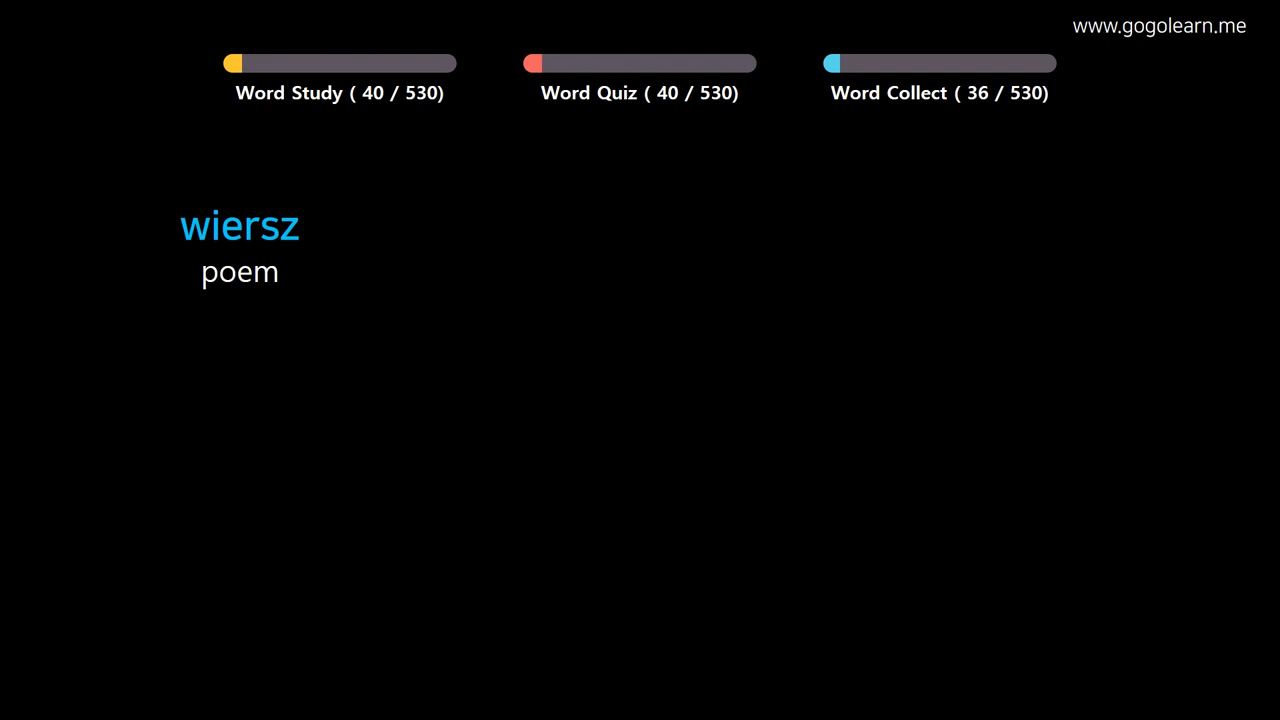 www.gogolearn.me
Word Study ( 40 / 530)
Word Quiz ( 40 / 530)
Word Collect ( 36 / 530)
wiersz
poem